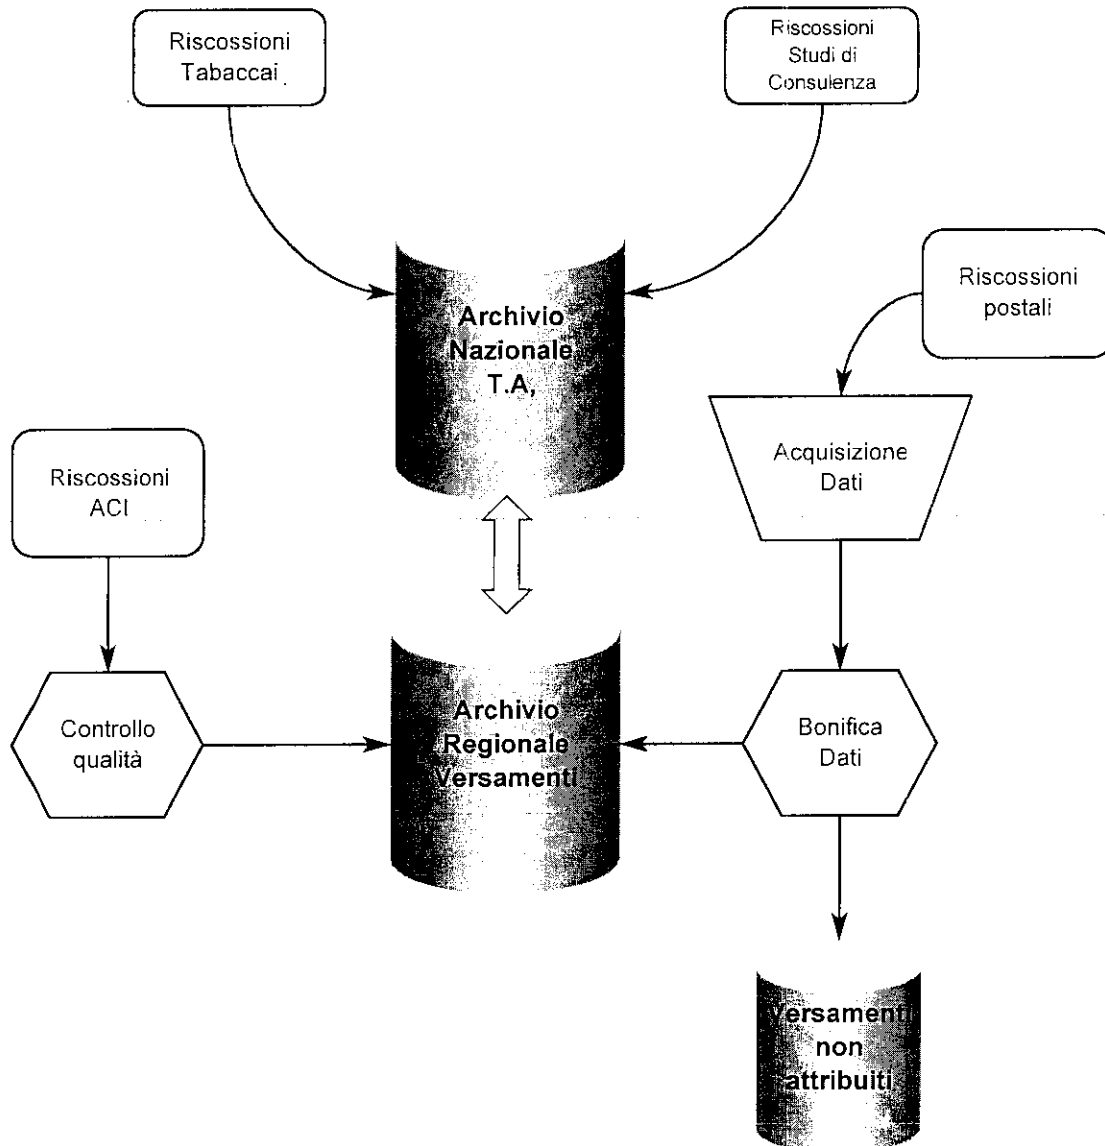 Riscossioni
Tabaccai
Riscossioni
Studi di
Consulenza
Archivio
Nazionale
T.A,
Riscossioni
postali
Acquisizione
Dati
Riscossioni
ACI
Controllo
qualità
Archivio
Regionale
Versamenti
Bonifica
Dati
Versamenti
non
attribuiti